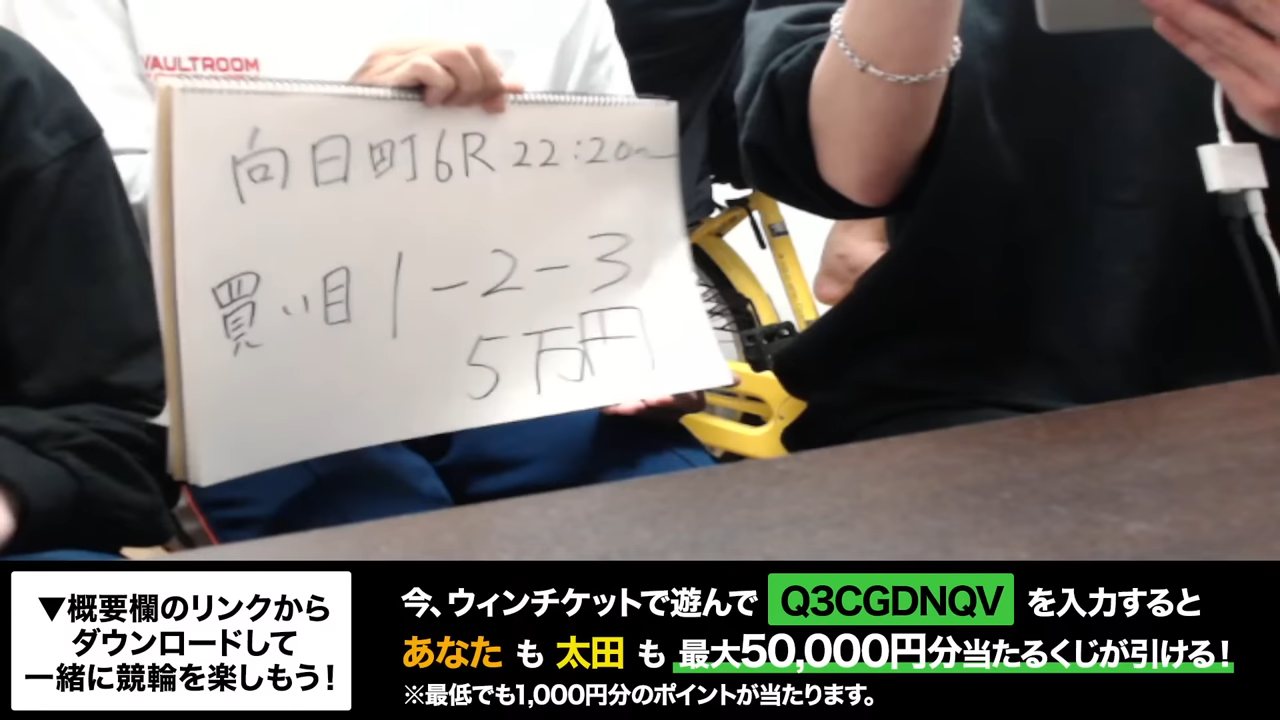 VAULTROOM
向日町6R 22:20
買い目 1-2-3
5万円
▼概要欄のリンクから
ダウンロードして
一緒に競輪を楽しもう!
今、ウィンチケットで遊んで Q3CGDNQV を入力すると
あなた も 太田 も 最大50,000円分当たるくじが引ける!
※最低でも1,000円分のポイントが当たります。